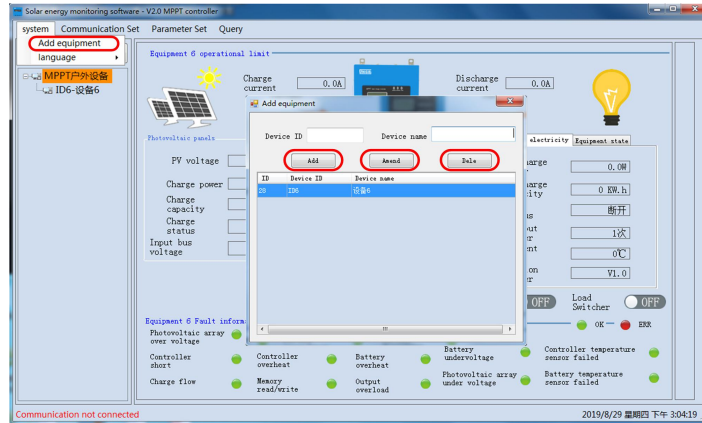 Solar energy monitoring software - V2.0 MPPT controller
system Communication Set Parameter Set Query
Add equipment
language
MPPT户外设备
ID6-设备6
Equipment 6 operational limit
Charge current 0.0A
Discharge current 0.0A
Photovoltaic panels
electricity Equipment state
PV voltage
Charge power
Charge capacity
Charge status
Input bus voltage
0.0W
0 KW.h
断开
1次
0℃
V1.0
Add equipment
Device ID Device name
Add Amend Dele
ID Device ID Device name
20 ID6 设备6
OFF Load Switcher OFF
Equipment 6 Fault
OK ERR
Photovoltaic array over voltage
Battery undervoltage
Controller temperature sensor failed
Controller short
Controller overheat
Battery overheat
Photovoltaic array under voltage
Battery temperature sensor failed
Charge flow
Memory read/write
Output overload
Communication not connected
2019/8/29 星期四 下午 3:04:19